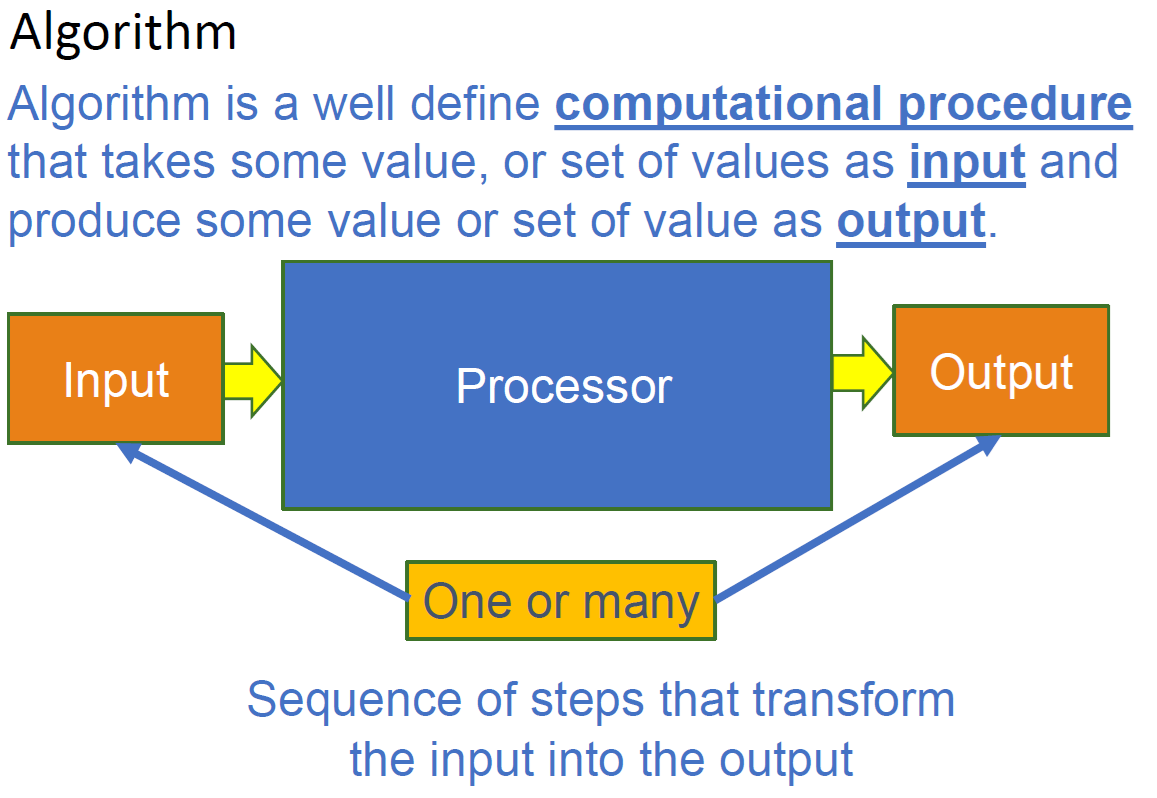 Algorithm
Algorithm is a well define computational procedure
that takes some value, or set of values as input and
produce some value or set of value as output.
Input
Processor
Output
One or many
Sequence of steps that transform
the input into the output